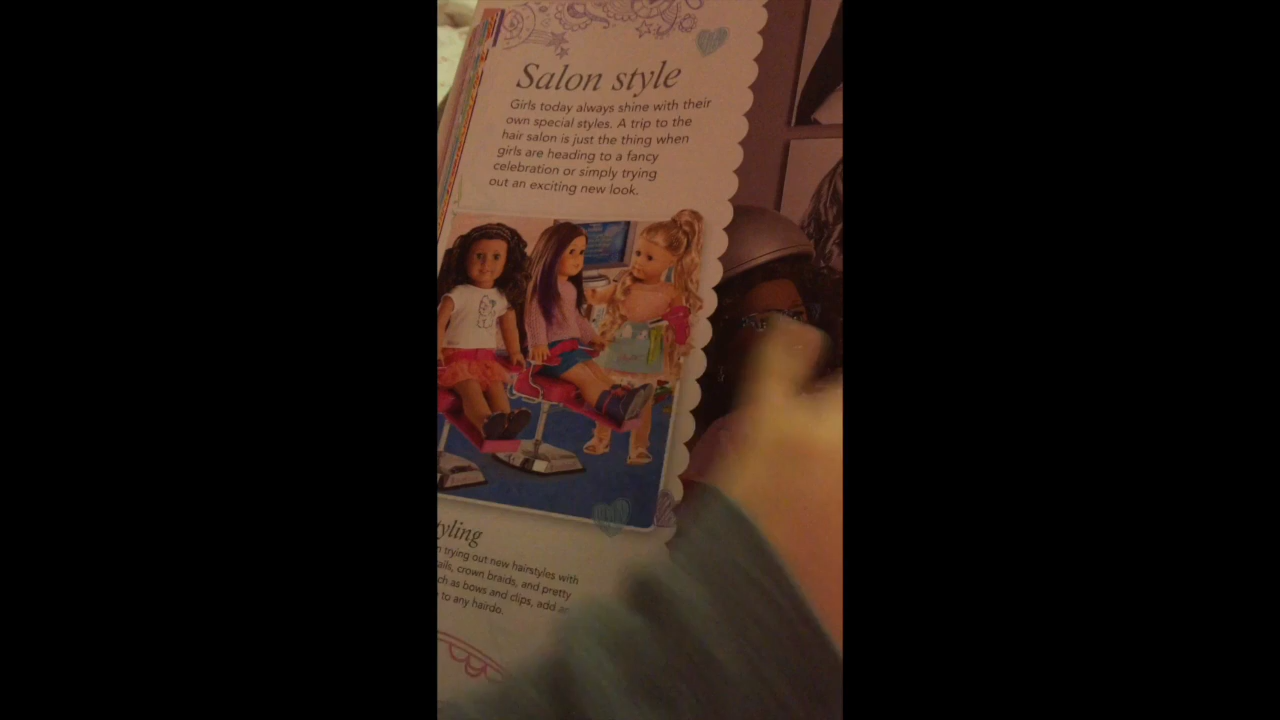 Salon style
Girls today always shine with their
own special styles. A trip to the
hair salon is just the thing when
girls are heading to a fancy
celebration or simply trying
out an exciting new look.
tyling
n trying out new hairstyles with
ails, crown braids, and pretty
ch as bows and clips, add an
to any hairdo.